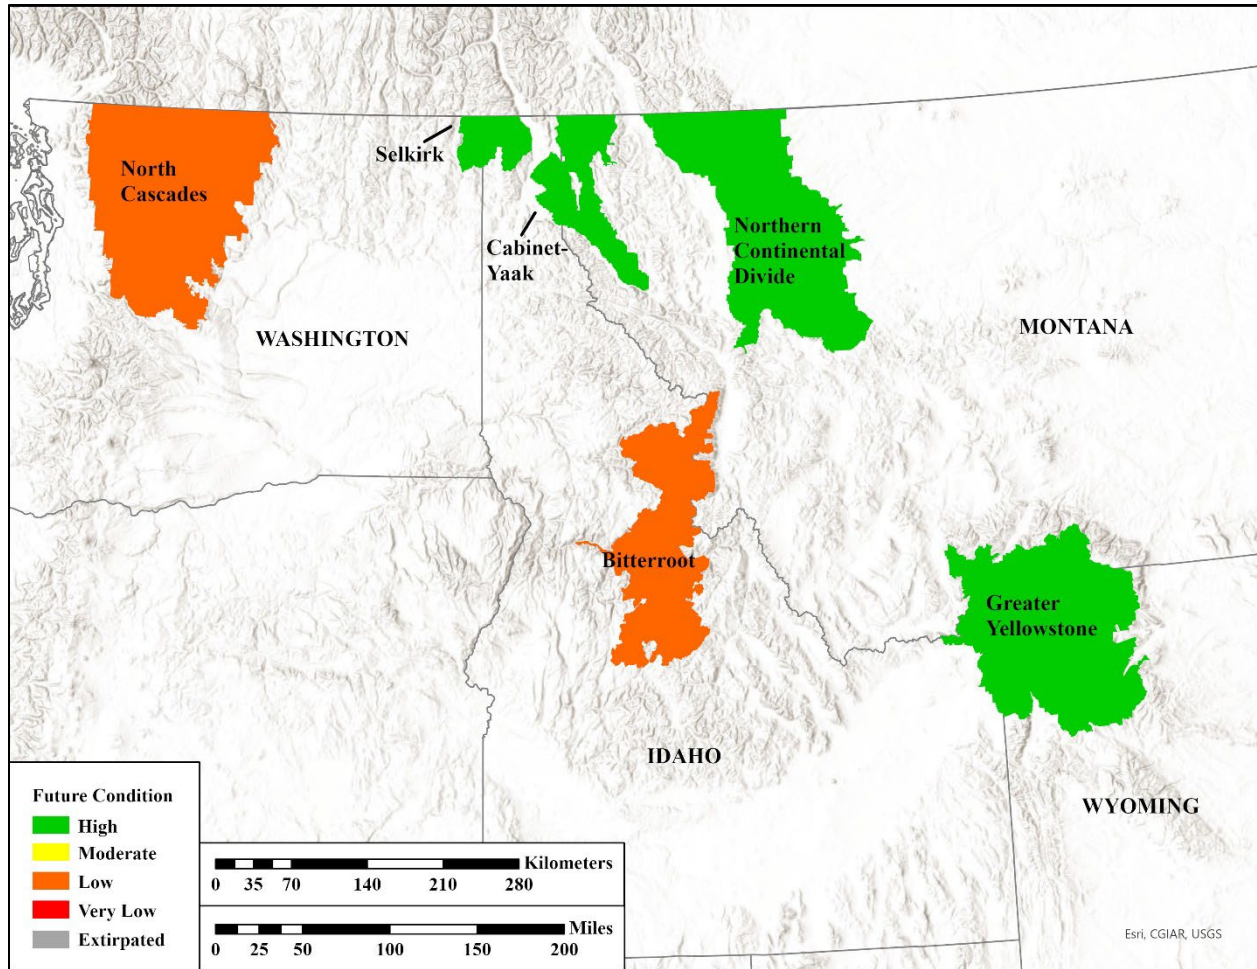 North
Cascades
Selkirk
Cabinet-
Yaak
Northern
Continental
Divide
WASHINGTON
MONTANA
Bitterroot
Greater
Yellowstone
IDAHO
WYOMING
Future Condition
High
Moderate
Low
Very Low
Extirpated
Kilometers
0 35 70 140 210 280
Miles
0 25 50 100 150 200
Esri, CGIAR, USGS